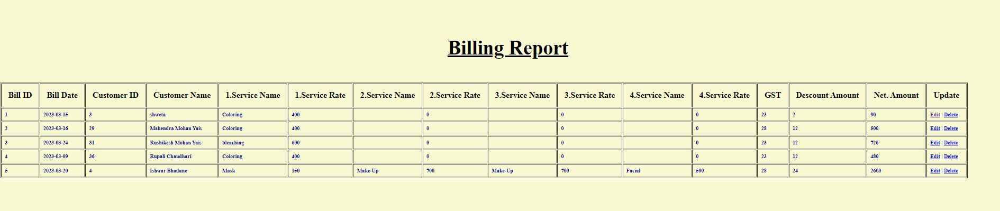 Billing Report
Bill ID Bill Date Customer ID Customer Name 1.Service Name 1.Service Rate 2.Service Name 2.Service Rate 3.Service Name 3.Service Rate 4.Service Name 4.Service Rate GST Descount Amount Net. Amount Update
1 2023-03-15 3 shweta Coloring 400 0 0 0 23 2 90 Edit | Delete
2 2023-03-16 29 Mahendra Mohan Yais Coloring 400 0 0 0 28 12 500 Edit | Delete
3 2023-03-24 31 Rushikesh Mohan Yais bleaching 600 0 0 0 23 12 726 Edit | Delete
4 2023-03-09 36 Rupali Chaudhari Coloring 400 0 0 0 23 12 480 Edit | Delete
5 2023-03-20 4 Ishwar Bhadane Mask 150 Make-Up 700 Make-Up 700 Facial 500 28 24 2600 Edit | Delete